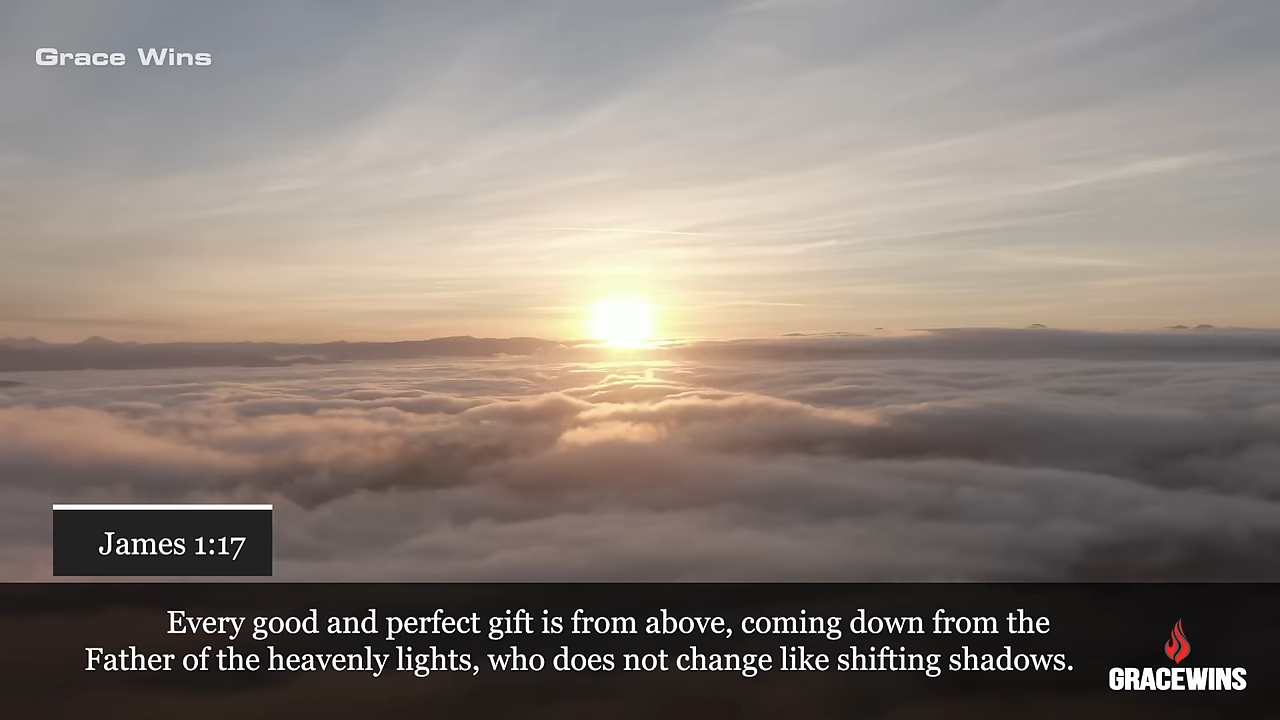 Grace Wins
James 1:17
Every good and perfect gift is from above, coming down from the
Father of the heavenly lights, who does not change like shifting shadows.
GRACEWINS